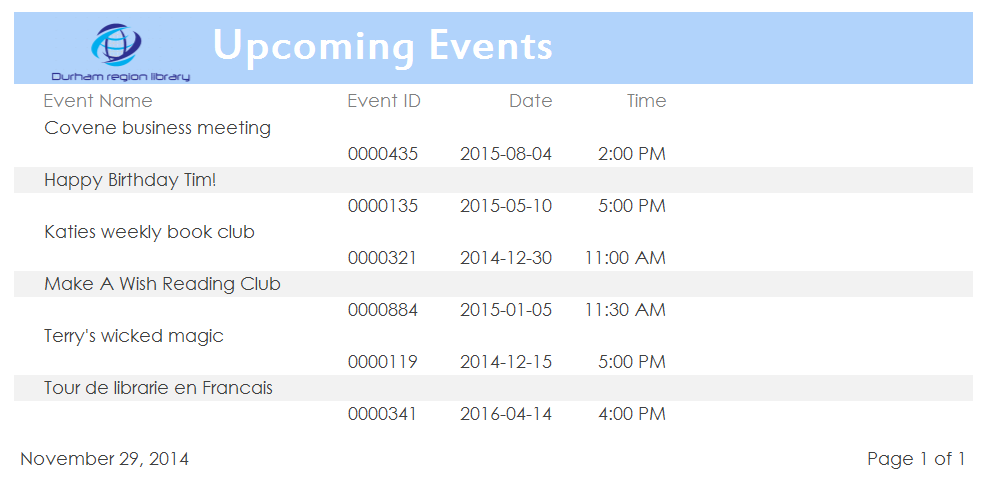 Upcoming Events
Durham region library
Event Name Event ID Date Time
Covene business meeting
0000435 2015-08-04 2:00 PM
Happy Birthday Tim!
0000135 2015-05-10 5:00 PM
Katies weekly book club
0000321 2014-12-30 11:00 AM
Make A Wish Reading Club
0000884 2015-01-05 11:30 AM
Terry's wicked magic
0000119 2014-12-15 5:00 PM
Tour de librarie en Francais
0000341 2016-04-14 4:00 PM
November 29, 2014 Page 1 of 1